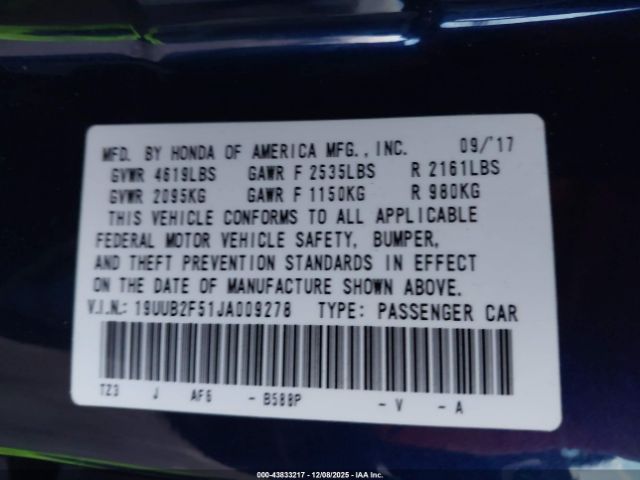 MFD. BY HONDA OF AMERICA MFG., INC. 09/17
GVWR 4619LBS GAWR F 2535LBS R 2161LBS
GVWR 2095KG GAWR F 1150KG R 980KG
THIS VEHICLE CONFORMS TO ALL APPLICABLE
FEDERAL MOTOR VEHICLE SAFETY, BUMPER,
AND THEFT PREVENTION STANDARDS IN EFFECT
ON THE DATE OF MANUFACTURE SHOWN ABOVE.
V.I.N.: 19UUB2F51JA009278 TYPE: PASSENGER CAR
TZ3 J AF6 - B588P - V - A
000-43833217 - 12/08/2025 - IAA Inc.